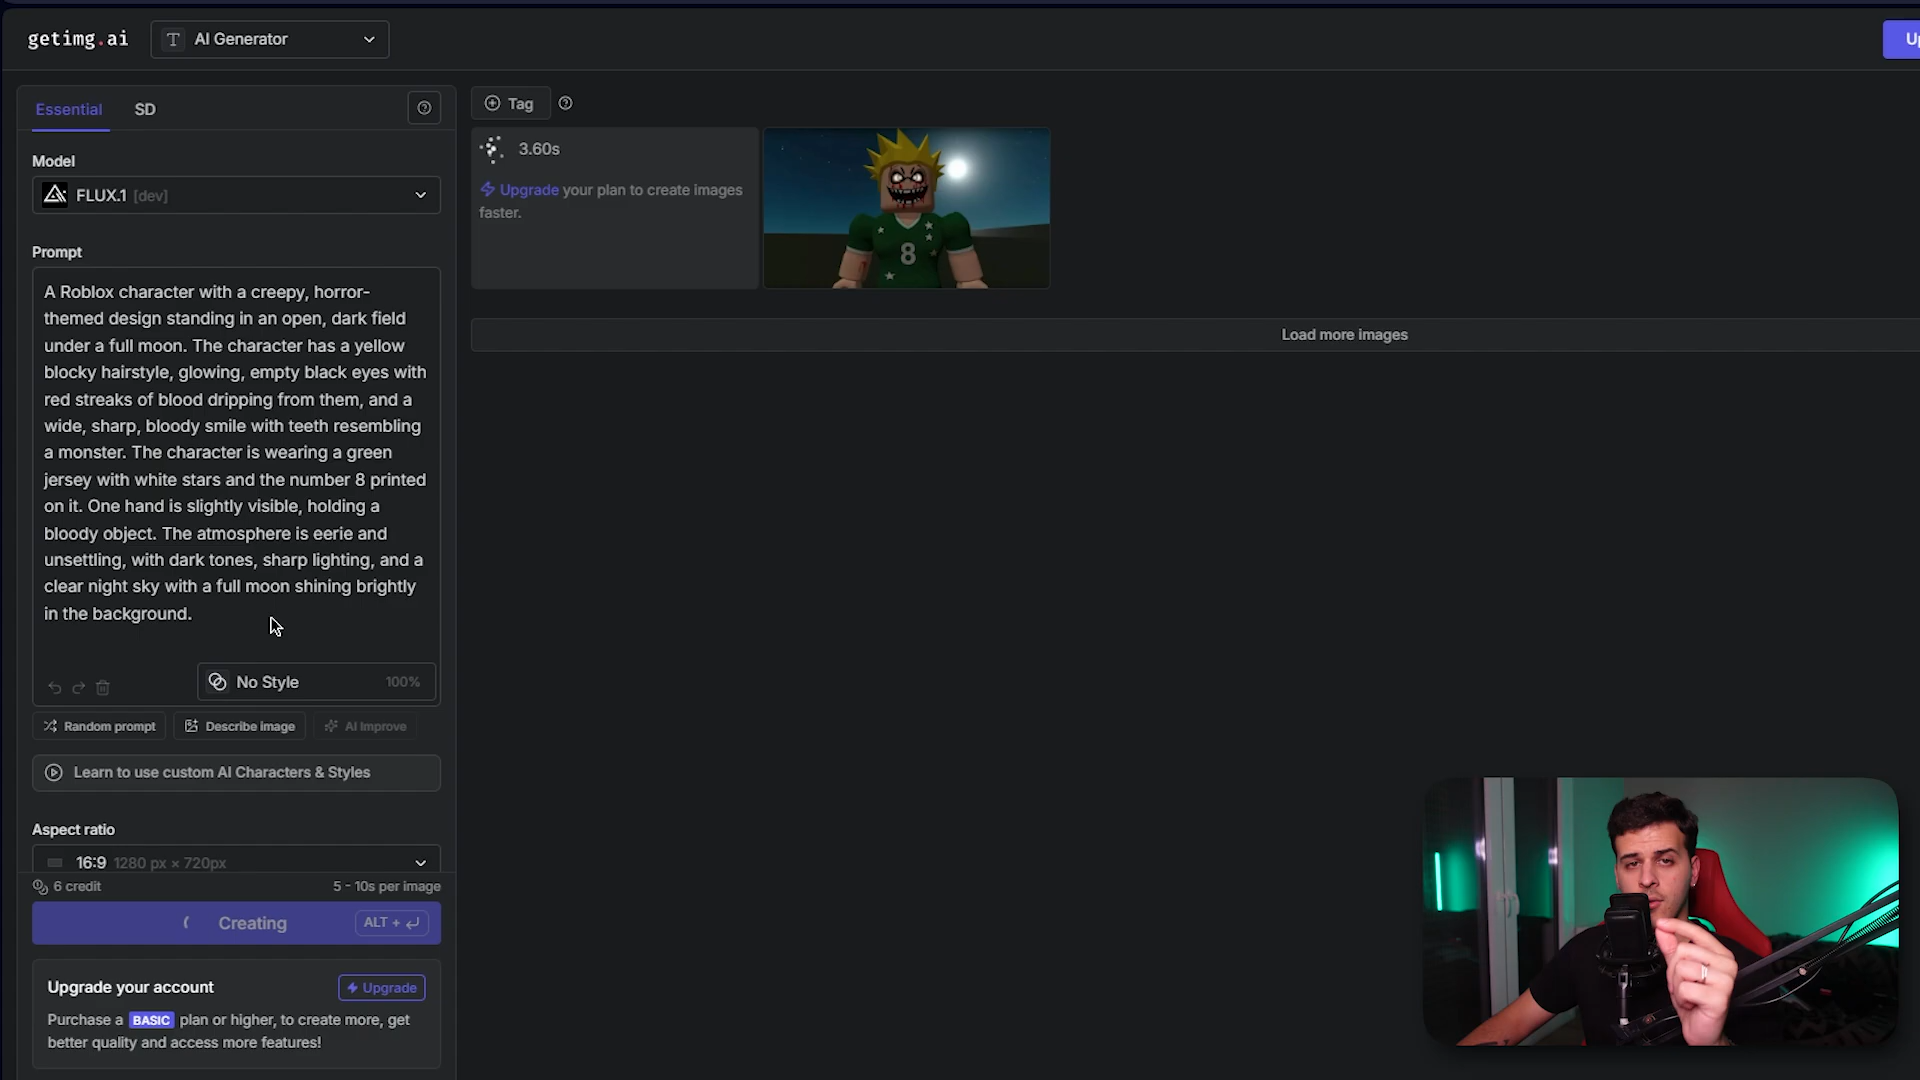 getimg.ai
AI Generator
Up
Essential
SD
Tag
Model
3.60s
Upgrade your plan to create images
faster.
8
FLUX.1 [dev]
Load more images
Prompt
A Roblox character with a creepy, horror-
themed design standing in an open, dark field
under a full moon. The character has a yellow
blocky hairstyle, glowing, empty black eyes with
red streaks of blood dripping from them, and a
wide, sharp, bloody smile with teeth resembling
a monster. The character is wearing a green
jersey with white stars and the number 8 printed
on it. One hand is slightly visible, holding a
bloody object. The atmosphere is eerie and
unsettling, with dark tones, sharp lighting, and a
clear night sky with a full moon shining brightly
in the background.
No Style
100%
Random prompt
Describe image
AI Improve
Learn to use custom AI Characters & Styles
Aspect ratio
16:9 1280 px × 720px
6 credit
5 - 10s per image
Creating
ALT +
Upgrade your account
Upgrade
Purchase a BASIC plan or higher, to create more, get
better quality and access more features!